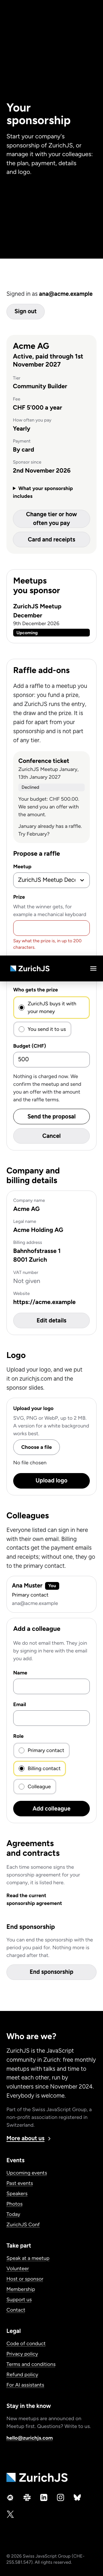 Your
sponsorship
Start your company's
sponsorship of ZurichJS, or
manage it with your colleagues:
the plan, payment, details
and logo.
Signed in as ana@acme.example
Sign out
Acme AG
Active, paid through 1st
November 2027
Tier
Community Builder
Fee
CHF 5'000 a year
How often you pay
Yearly
Payment
By card
Sponsor since
2nd November 2026
What your sponsorship
includes
Change tier or how
often you pay
Card and receipts
Meetups
you sponsor
ZurichJS Meetup
December
9th December 2026
Upcoming
Raffle add-ons
Add a raffle to a meetup you
sponsor: you fund a prize,
and ZurichJS runs the entry,
the draw and the prize. It is
paid for apart from your
sponsorship and is not part
of any tier.
Conference ticket
ZurichJS Meetup January,
13th January 2027
Declined
Your budget: CHF 500.00.
We send you an offer with
the amount.
January already has a raffle.
Try February?
Propose a raffle
Meetup
ZurichJS Meetup Dec
Prize
What the winner gets, for
example a mechanical keyboard
Say what the prize is, in up to 200
characters.
ZurichJS
Who gets the prize
ZurichJS buys it with
your money
You send it to us
Budget (CHF)
500
Nothing is charged now. We
confirm the meetup and send
you an offer with the amount
and the raffle terms.
Send the proposal
Cancel
Company and
billing details
Company name
Acme AG
Legal name
Acme Holding AG
Billing address
Bahnhofstrasse 1
8001 Zurich
VAT number
Not given
Website
https://acme.example
Edit details
Logo
Upload your logo, and we put
it on zurichjs.com and the
sponsor slides.
Upload your logo
SVG, PNG or WebP, up to 2 MB.
A version for a white background
works best.
Choose a file
No file chosen
Upload logo
Colleagues
Everyone listed can sign in here
with their own email. Billing
contacts get the payment emails
and receipts; without one, they go
to the primary contact.
Ana Muster You
Primary contact
ana@acme.example
Add a colleague
We do not email them. They join
by signing in here with the email
you add.
Name
Email
Role
Primary contact
Billing contact
Colleague
Add colleague
Agreements
and contracts
Each time someone signs the
sponsorship agreement for your
company, it is listed here.
Read the current
sponsorship agreement
End sponsorship
You can end the sponsorship with the
period you paid for. Nothing more is
charged after that.
End sponsorship
Who are we?
ZurichJS is the JavaScript
community in Zurich: free monthly
meetups with talks and time to
meet each other, run by
volunteers since November 2024.
Everybody is welcome.
Part of the Swiss JavaScript Group, a
non-profit association registered in
Switzerland.
More about us
Events
Upcoming events
Past events
Speakers
Photos
Today
ZurichJS Conf
Take part
Speak at a meetup
Volunteer
Host or sponsor
Membership
Support us
Contact
Legal
Code of conduct
Privacy policy
Terms and conditions
Refund policy
For AI assistants
Stay in the know
New meetups are announced on
Meetup first. Questions? Write to us.
hello@zurichjs.com
ZurichJS
© 2026 Swiss JavaScript Group (CHE-
255.581.547). All rights reserved.